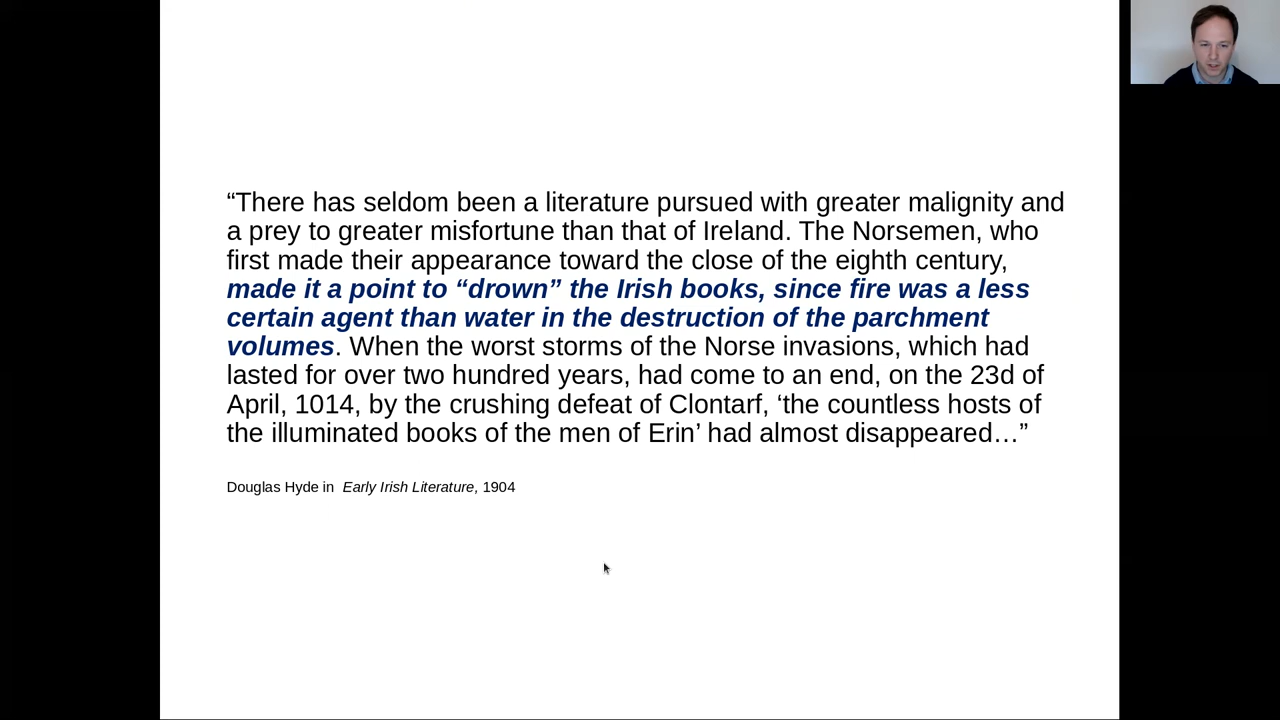 “There has seldom been a literature pursued with greater malignity and
a prey to greater misfortune than that of Ireland. The Norsemen, who
first made their appearance toward the close of the eighth century,
made it a point to “drown” the Irish books, since fire was a less
certain agent than water in the destruction of the parchment
volumes. When the worst storms of the Norse invasions, which had
lasted for over two hundred years, had come to an end, on the 23d of
April, 1014, by the crushing defeat of Clontarf, ‘the countless hosts of
the illuminated books of the men of Erin’ had almost disappeared…”
Douglas Hyde in Early Irish Literature, 1904